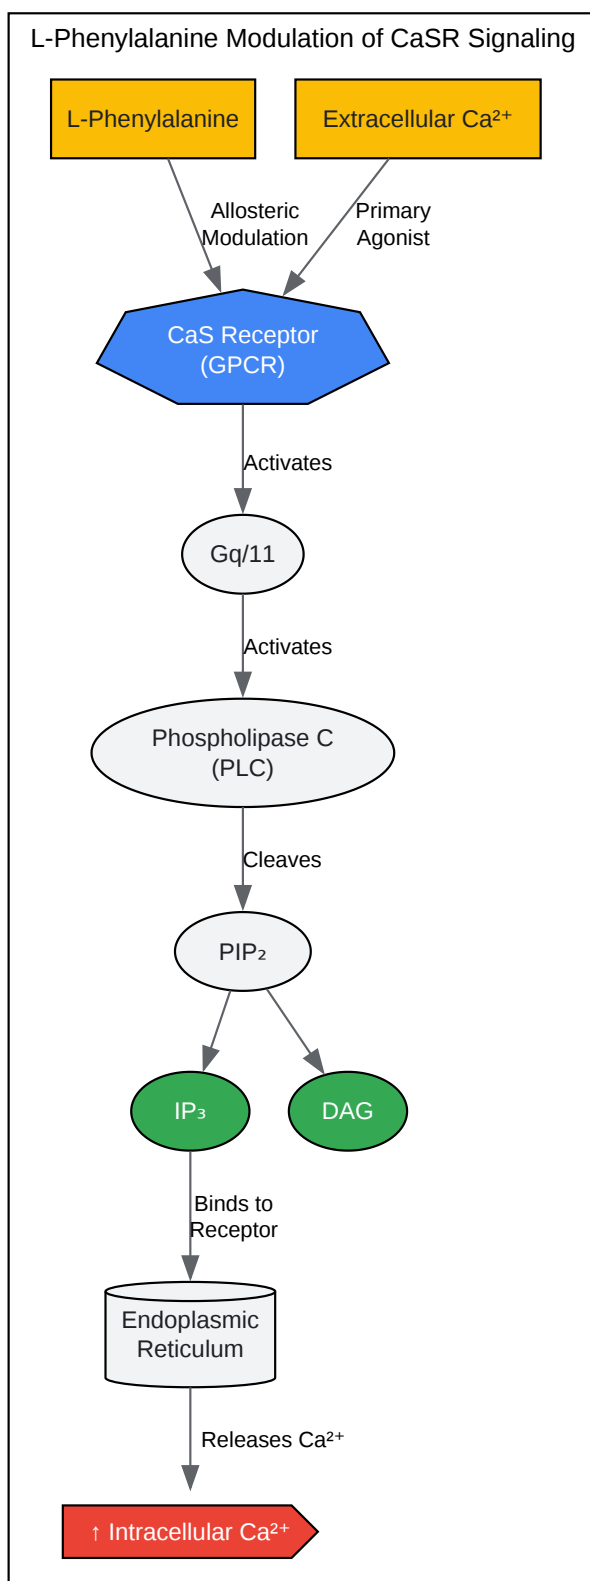 L-Phenylalanine Modulation of CaSR Signaling
L-Phenylalanine
Extracellular Ca²⁺
Allosteric
Modulation
Primary
Agonist
CaS Receptor
(GPCR)
Activates
Gq/11
Activates
Phospholipase C
(PLC)
Cleaves
PIP₂
IP₃
DAG
Binds to
Receptor
Endoplasmic
Reticulum
Releases Ca²⁺
↑ Intracellular Ca²⁺